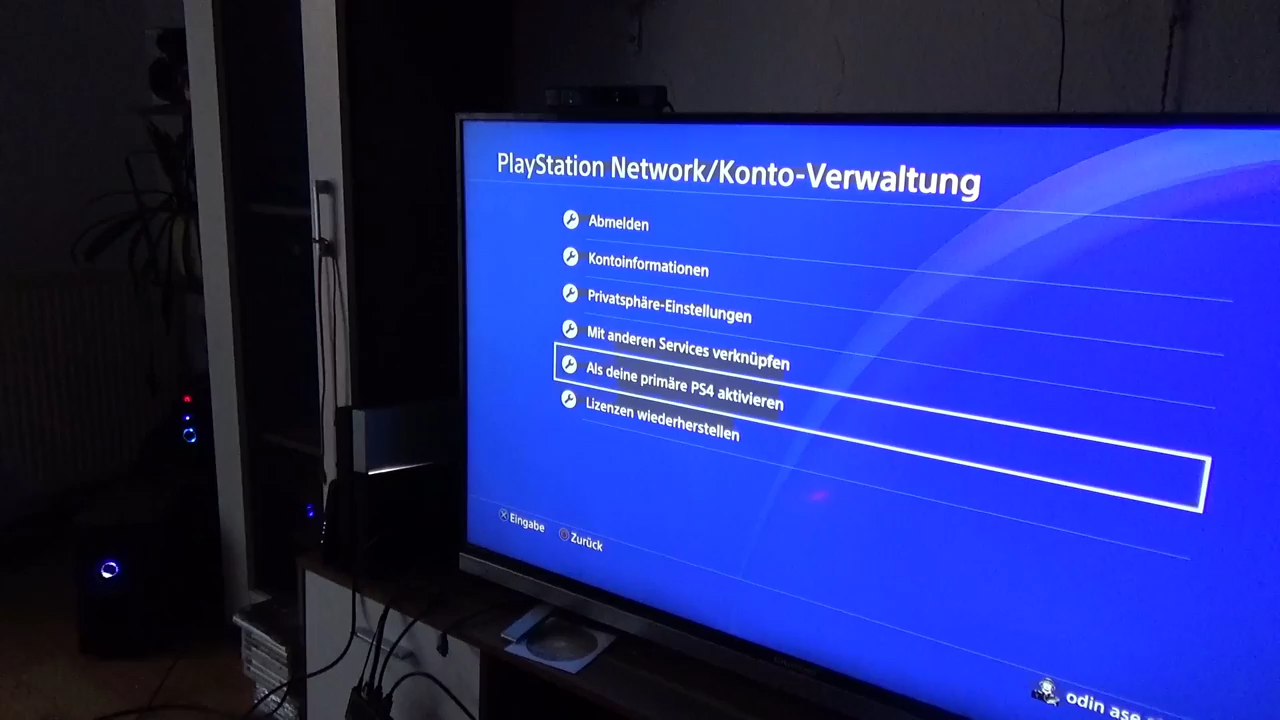 PlayStation Network/Konto-Verwaltung
Abmelden
Kontoinformationen
Privatsphäre-Einstellungen
Mit anderen Services verknüpfen
Als deine primäre PS4 aktivieren
Lizenzen wiederherstellen
Eingabe Zurück
odin ase